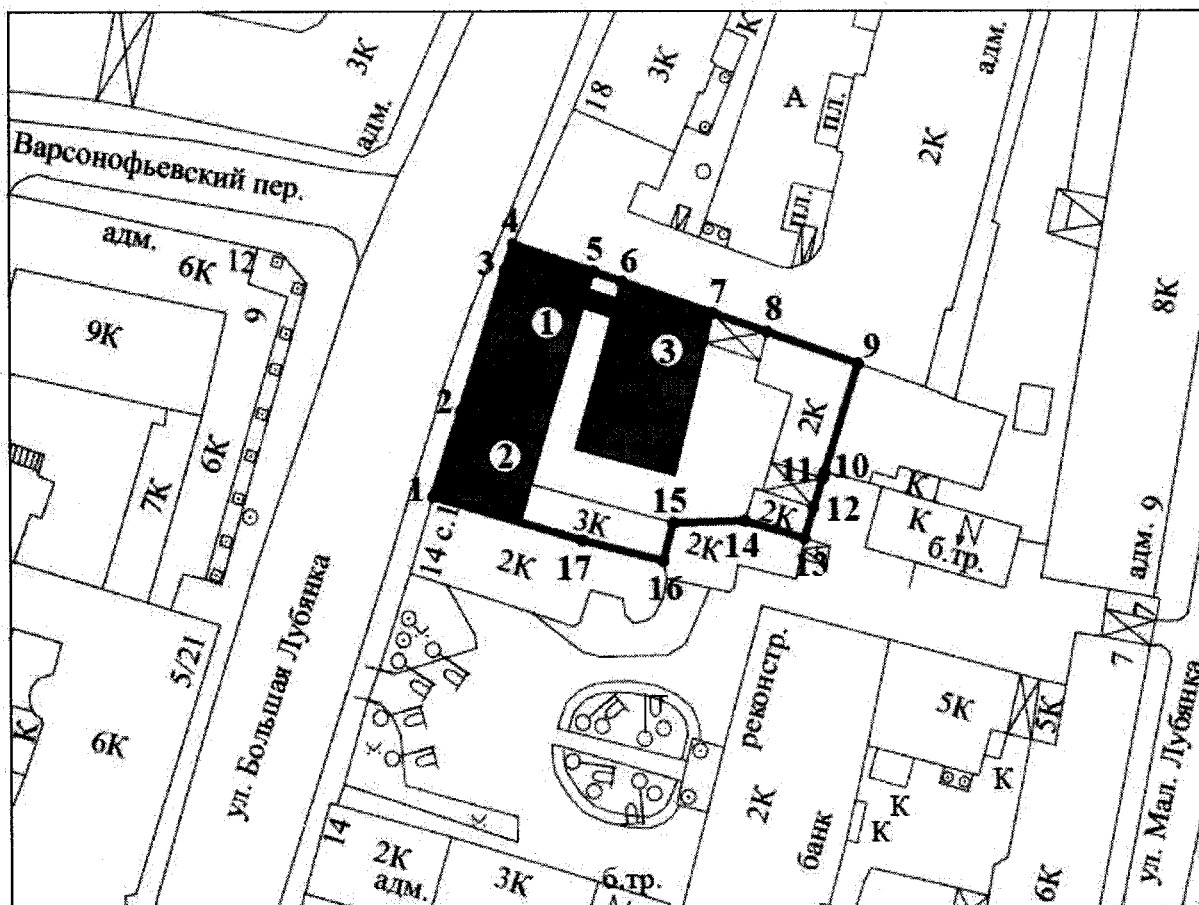 3К
адм.
Варсонофьевский пер.
адм.
6К
12
9
9К
6К
7К
5/21
6К
К
ул. Большая Лубянка
18
3К
К
А
пл.
пл.
2К
адм.
8К
4
3
5
6
7
8
9
1
3
2
2
1
2К
11
10
12
К
К
б.тр.
адм. 9
15
3К
14
2К
13
2К
17
16
14 с.1
2К
7
7
реконстр.
2К
банк
5К
5К
К
К
К
6К
ул. Мал. Лубянка
14
2К
адм.
3К
б.тр.